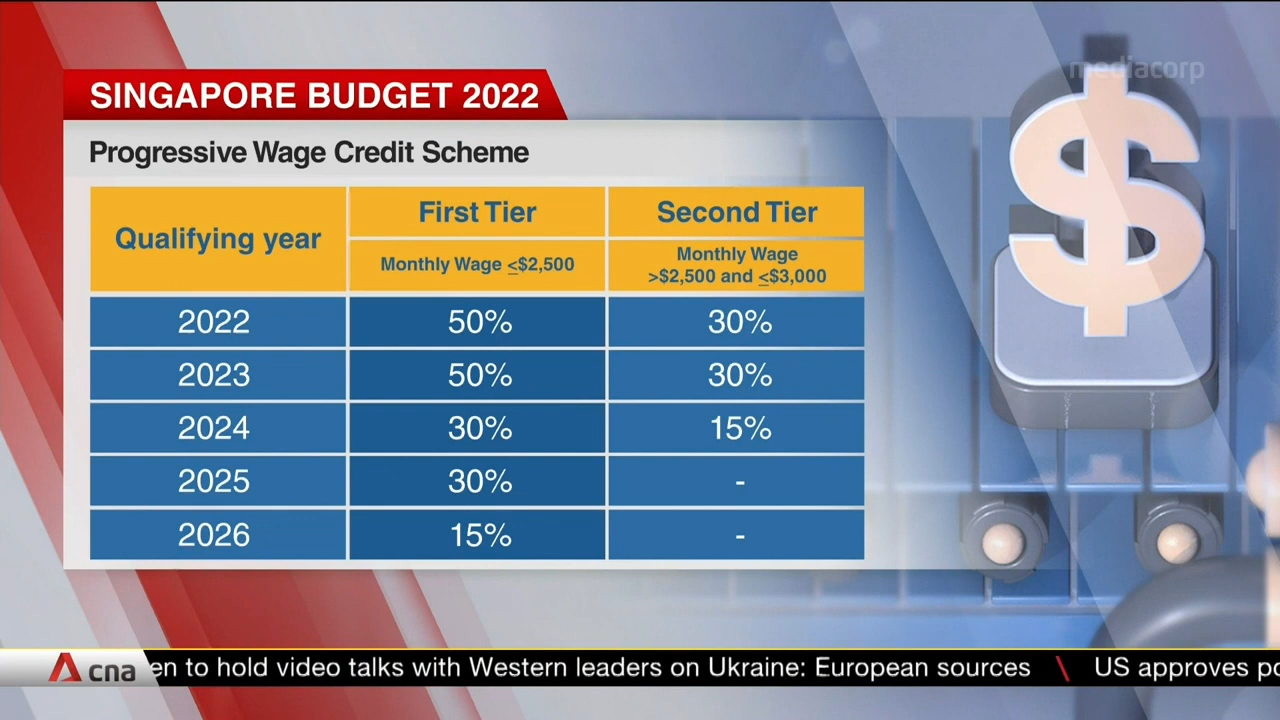 mediacorp
SINGAPORE BUDGET 2022
Progressive Wage Credit Scheme
Qualifying year
First Tier
Second Tier
Monthly Wage ≤$2,500
Monthly Wage
>$2,500 and ≤$3,000
2022 50% 30%
2023 50% 30%
2024 30% 15%
2025 30% -
2026 15% -
cna
en to hold video talks with Western leaders on Ukraine: European sources \ US approves po